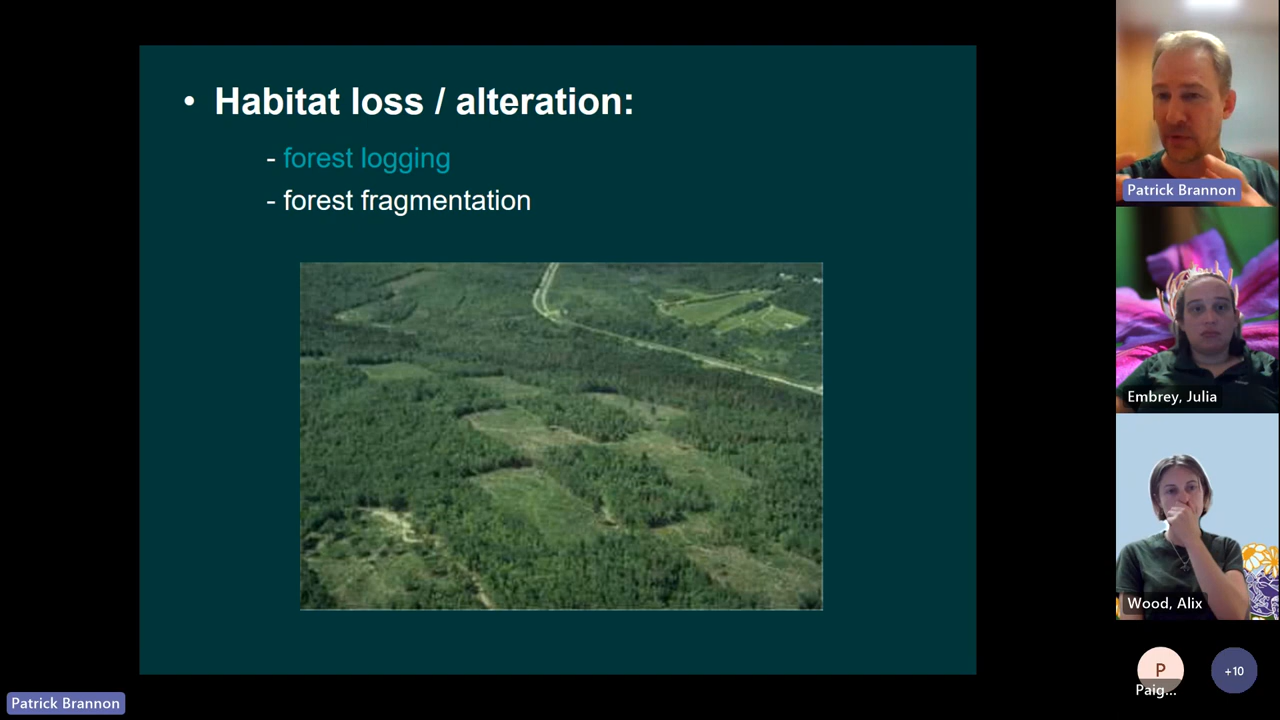 • Habitat loss / alteration:
- forest logging
- forest fragmentation
Patrick Brannon
Embrey, Julia
Wood, Alix
P
Paig...
+10
Patrick Brannon